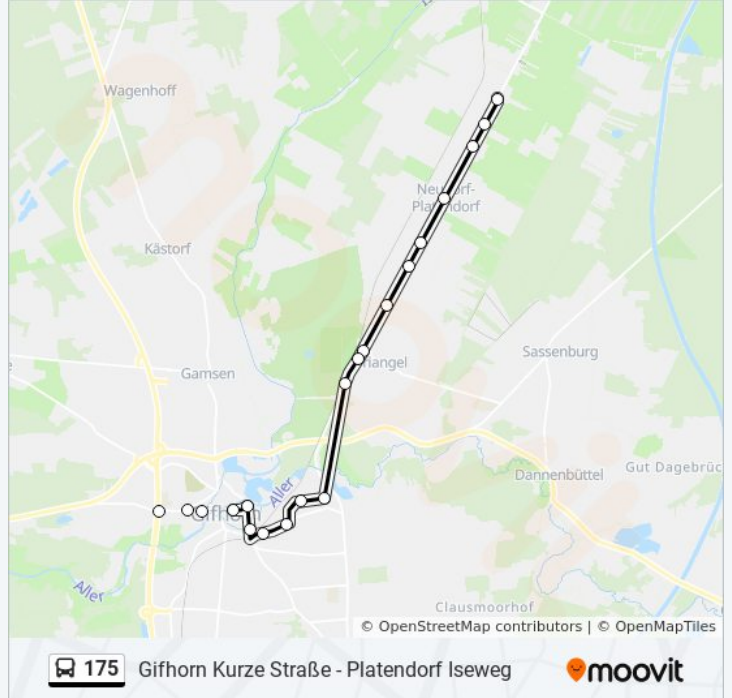 Wagenhoff
Neudorf-
Platendorf
Kästorf
Sassenburg
Triangel
Gamsen
Dannenbüttel
Gut Dagebrüc
Aller
Gifhorn
Aller
Clausmoorhof
© OpenStreetMap contributors | © OpenMapTiles
175 Gifhorn Kurze Straße - Platendorf Iseweg moovit